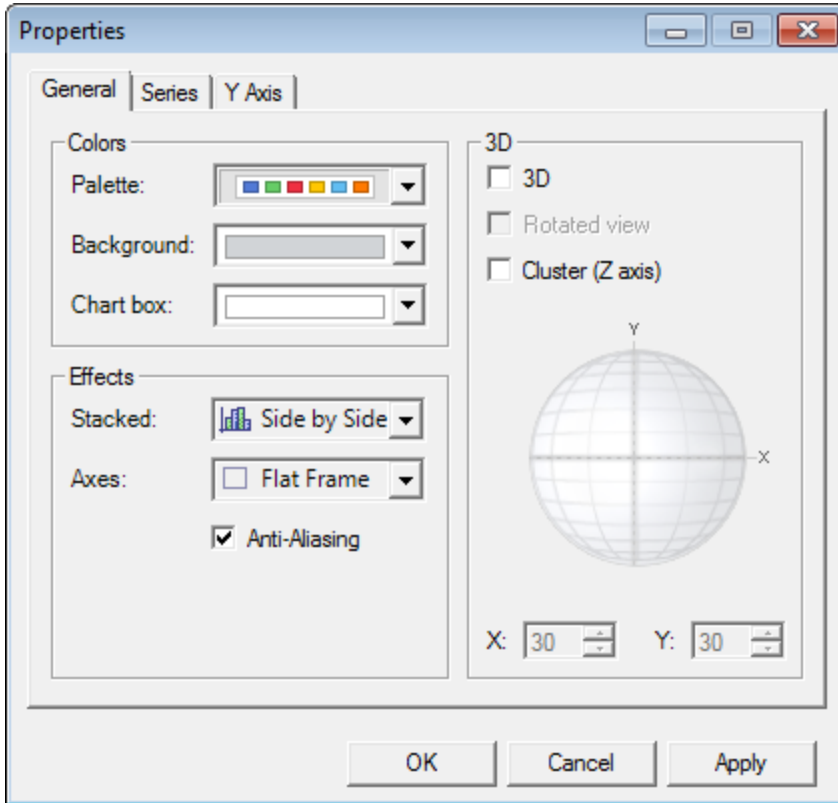 Properties
General Series Y Axis
Colors
Palette:
Background:
Chart box:
Effects
Stacked: Side by Side
Axes: Flat Frame
Anti-Aliasing
3D
3D
Rotated view
Cluster (Z axis)
Y
X
X: 30 Y: 30
OK Cancel Apply